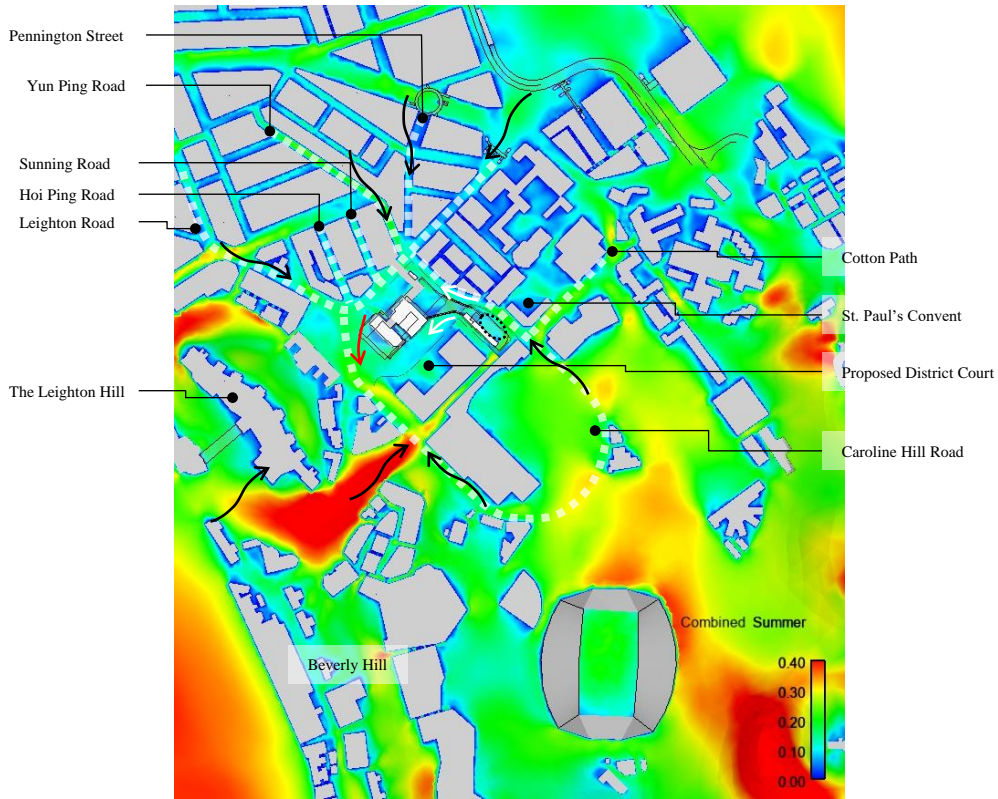 Pennington Street
Yun Ping Road
Sunning Road
Hoi Ping Road
Leighton Road
Cotton Path
St. Paul's Convent
Proposed District Court
The Leighton Hill
Caroline Hill Road
Combined Summer
Beverly Hill
0.40
0.30
0.20
0.10
0.00